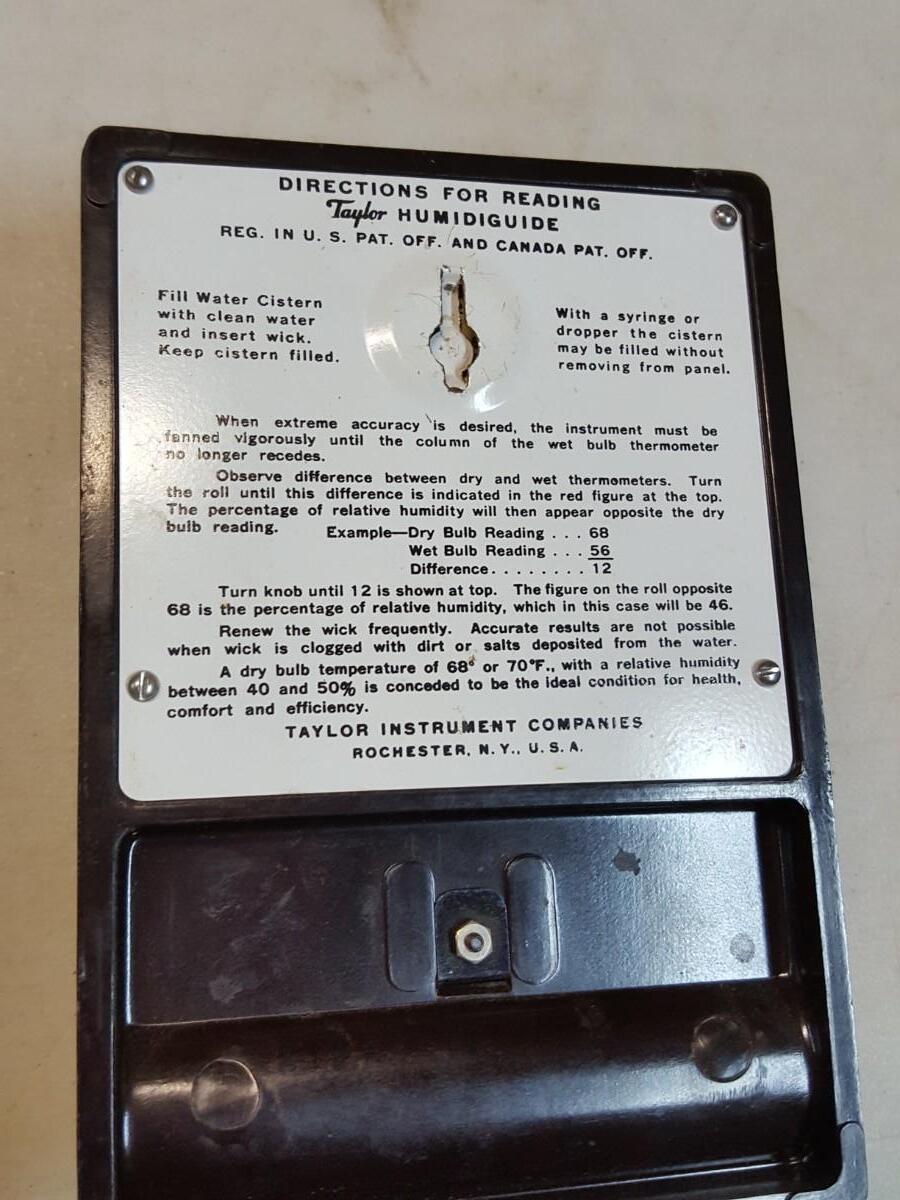 DIRECTIONS FOR READING
Taylor HUMIDIGUIDE
REG. IN U. S. PAT. OFF. AND CANADA PAT. OFF.
Fill Water Cistern
with clean water
and insert wick.
Keep cistern filled.
With a syringe or
dropper the cistern
may be filled without
removing from panel.
When extreme accuracy is desired, the instrument must be
fanned vigorously until the column of the wet bulb thermometer
no longer recedes.
Observe difference between dry and wet thermometers. Turn
the roll until this difference is indicated in the red figure at the top.
The percentage of relative humidity will then appear opposite the dry
bulb reading. Example—Dry Bulb Reading . . . 68
Wet Bulb Reading . . . 56
Difference . . . . . . . . 12
Turn knob until 12 is shown at top. The figure on the roll opposite
68 is the percentage of relative humidity, which in this case will be 46.
Renew the wick frequently. Accurate results are not possible
when wick is clogged with dirt or salts deposited from the water.
A dry bulb temperature of 68° or 70°F., with a relative humidity
between 40 and 50% is conceded to be the ideal condition for health,
comfort and efficiency.
TAYLOR INSTRUMENT COMPANIES
ROCHESTER, N. Y., U. S. A.